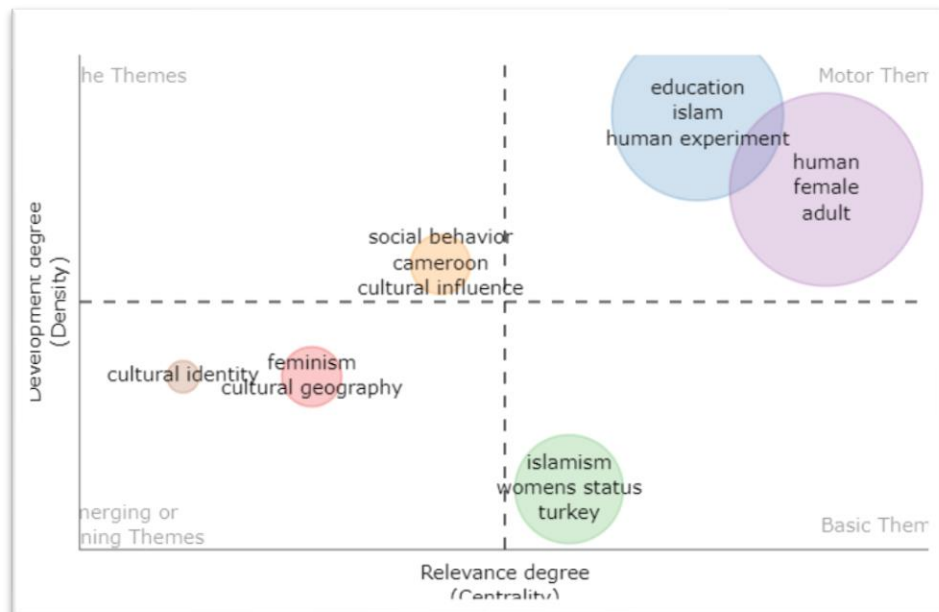 he Themes
Motor Them
education
islam
human experiment
human
female
adult
social behavior
cameroon
cultural influence
Development degree
(Density)
cultural identity
feminism
cultural geography
islamism
womens status
turkey
merging or
ning Themes
Basic Them
Relevance degree
(Centrality)